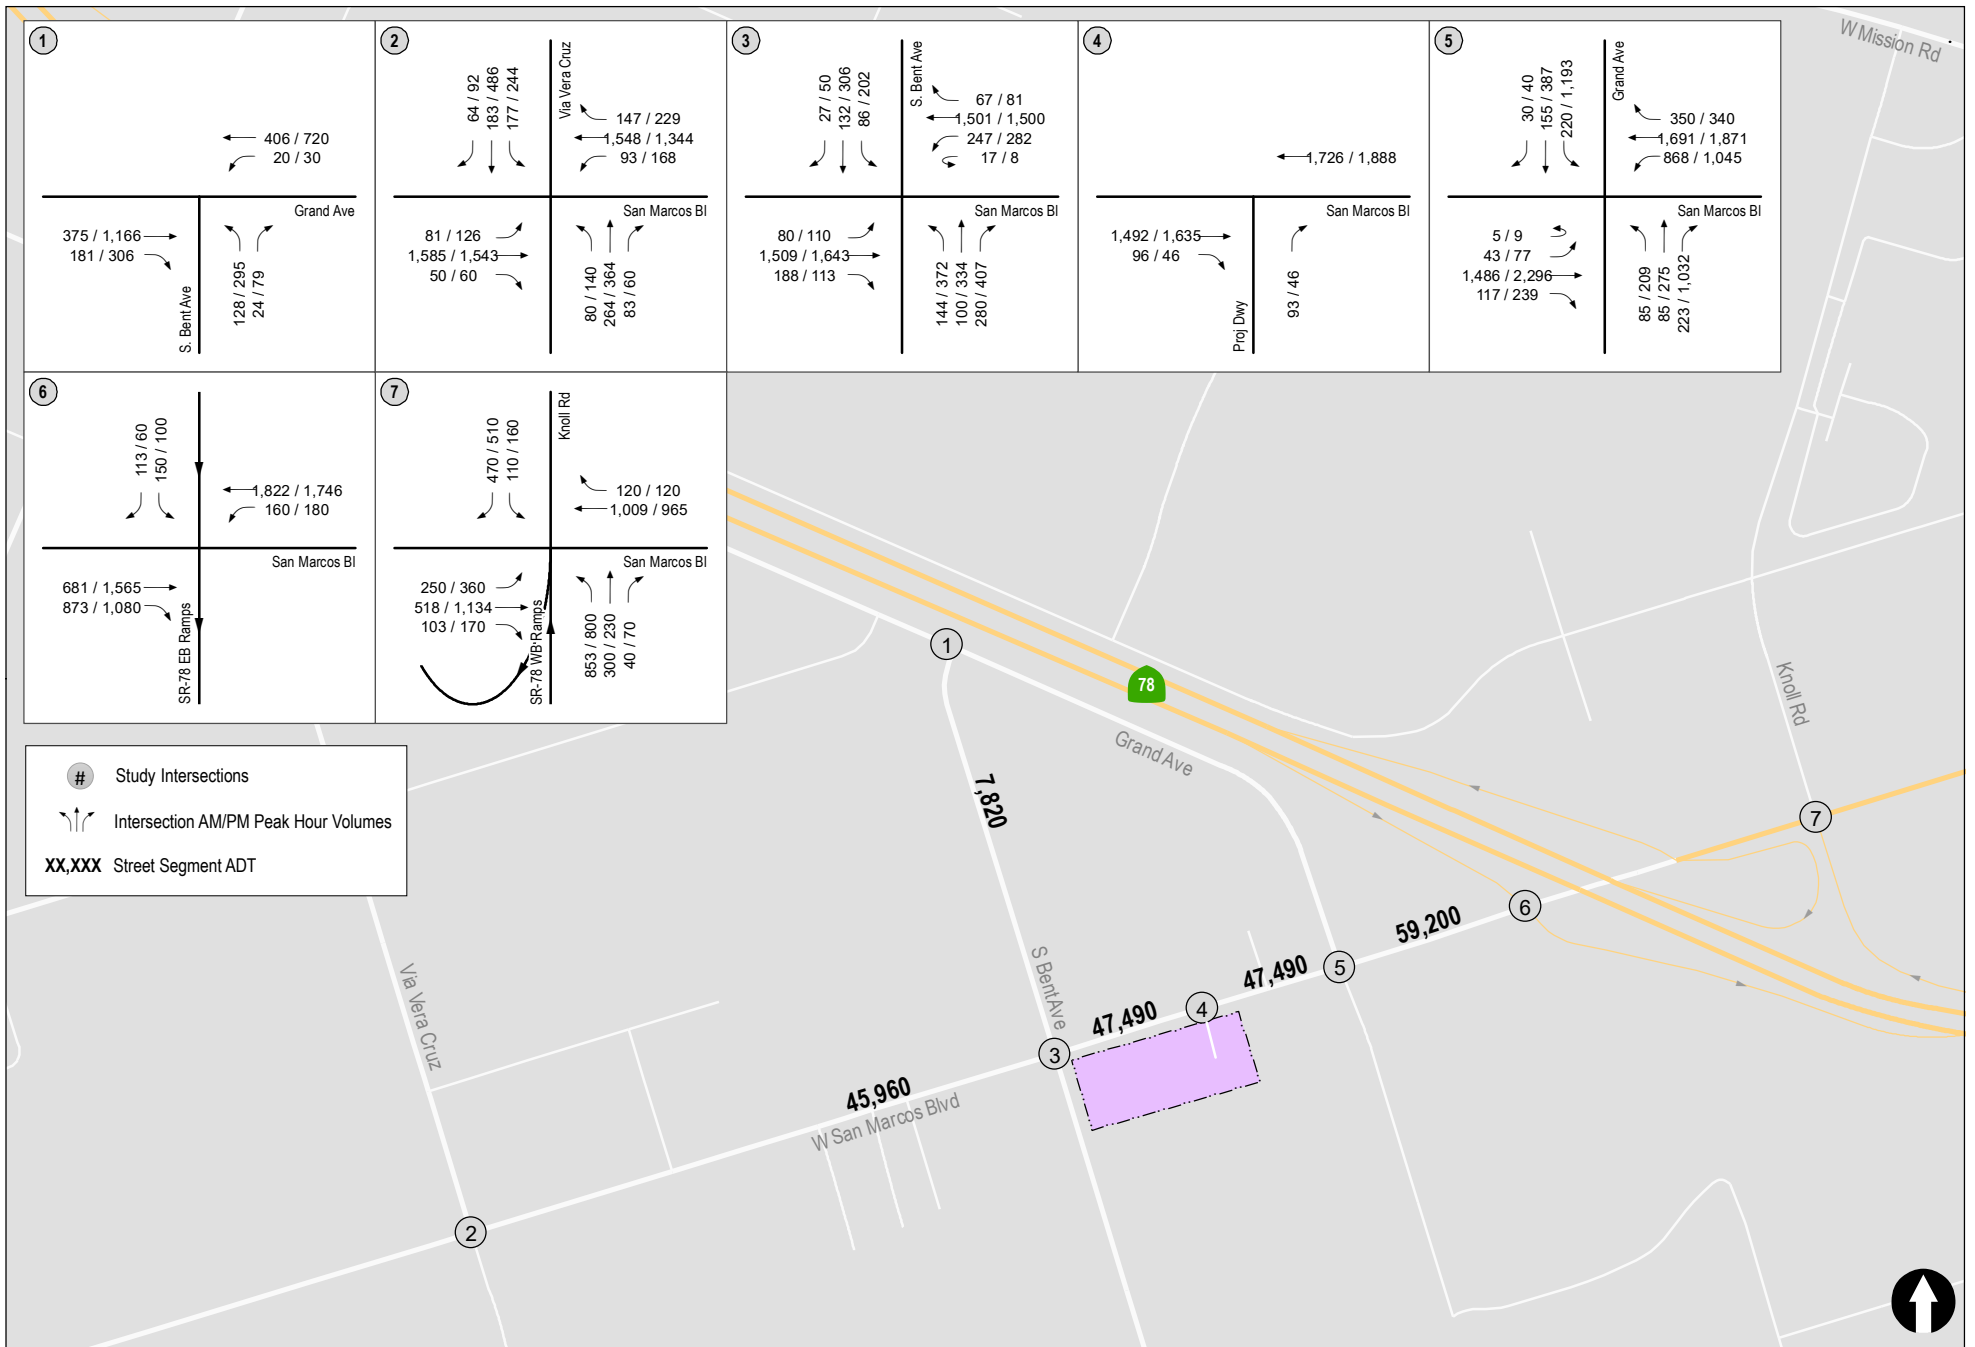 1
406 / 720
20 / 30
Grand Ave
375 / 1,166
181 / 306
S. Bent Ave
128 / 295
24 / 79
2
64 / 92
183 / 486
177 / 244
Via Vera Cruz
147 / 229
1,548 / 1,344
93 / 168
San Marcos Bl
81 / 126
1,585 / 1,543
50 / 60
80 / 140
264 / 364
83 / 60
3
27 / 50
132 / 306
86 / 202
S. Bent Ave
67 / 81
1,501 / 1,500
247 / 282
17 / 8
San Marcos Bl
80 / 110
1,509 / 1,643
188 / 113
144 / 372
100 / 334
280 / 407
4
1,726 / 1,888
San Marcos Bl
1,492 / 1,635
96 / 46
Proj Dwy
93 / 46
5
30 / 40
155 / 387
220 / 1,193
Grand Ave
350 / 340
1,691 / 1,871
868 / 1,045
San Marcos Bl
5 / 9
43 / 77
1,486 / 2,296
117 / 239
85 / 209
85 / 275
223 / 1,032
6
113 / 60
150 / 100
1,822 / 1,746
160 / 180
San Marcos Bl
681 / 1,565
873 / 1,080
SR-78 EB Ramps
7
470 / 510
110 / 160
Knoll Rd
120 / 120
1,009 / 965
San Marcos Bl
250 / 360
518 / 1,134
103 / 170
SR-78 WB Ramps
853 / 800
300 / 230
40 / 70
# Study Intersections
Intersection AM/PM Peak Hour Volumes
XX,XXX Street Segment ADT
W Mission Rd
1
78
Grand Ave
Knoll Rd
7,820
7
6
59,200
5
47,490
4
47,490
S Bent Ave
3
Via Vera Cruz
45,960
W San Marcos Blvd
2